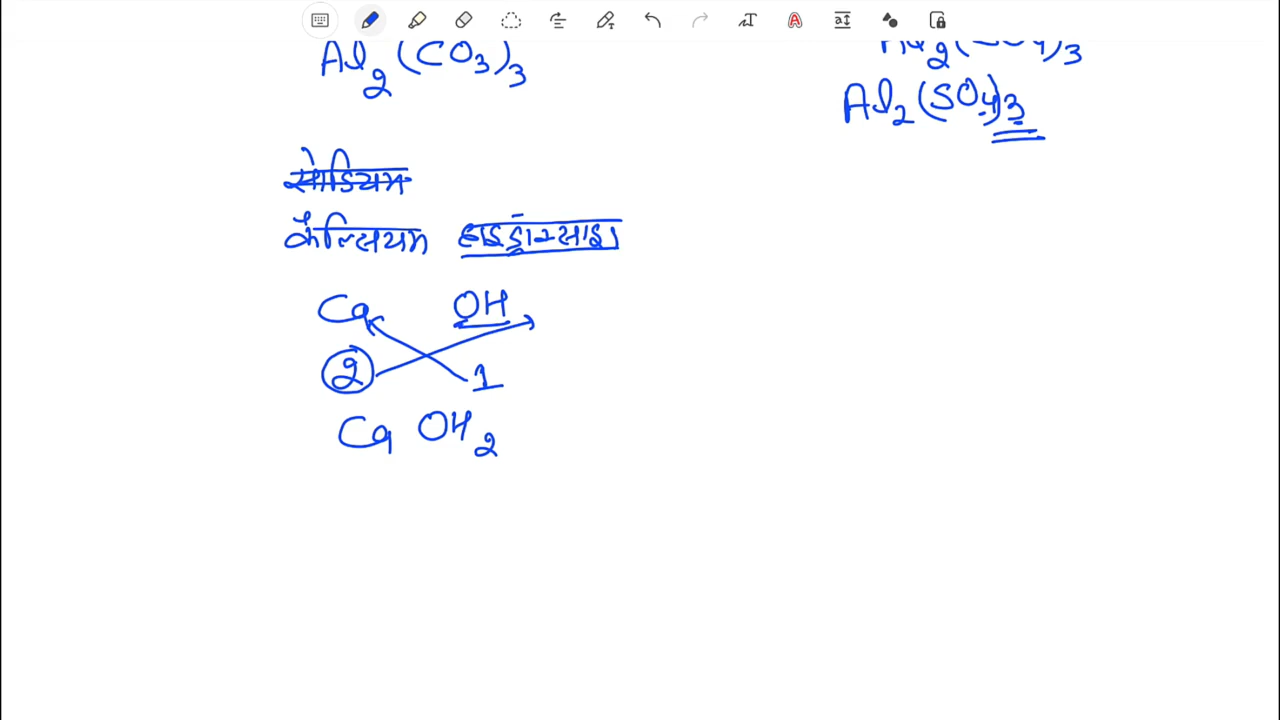 Al2(CO3)3
Al2(SO4)3
सोडियम
कैल्सियम हाइड्राक्साइड
Ca OH
2 1
Ca OH2